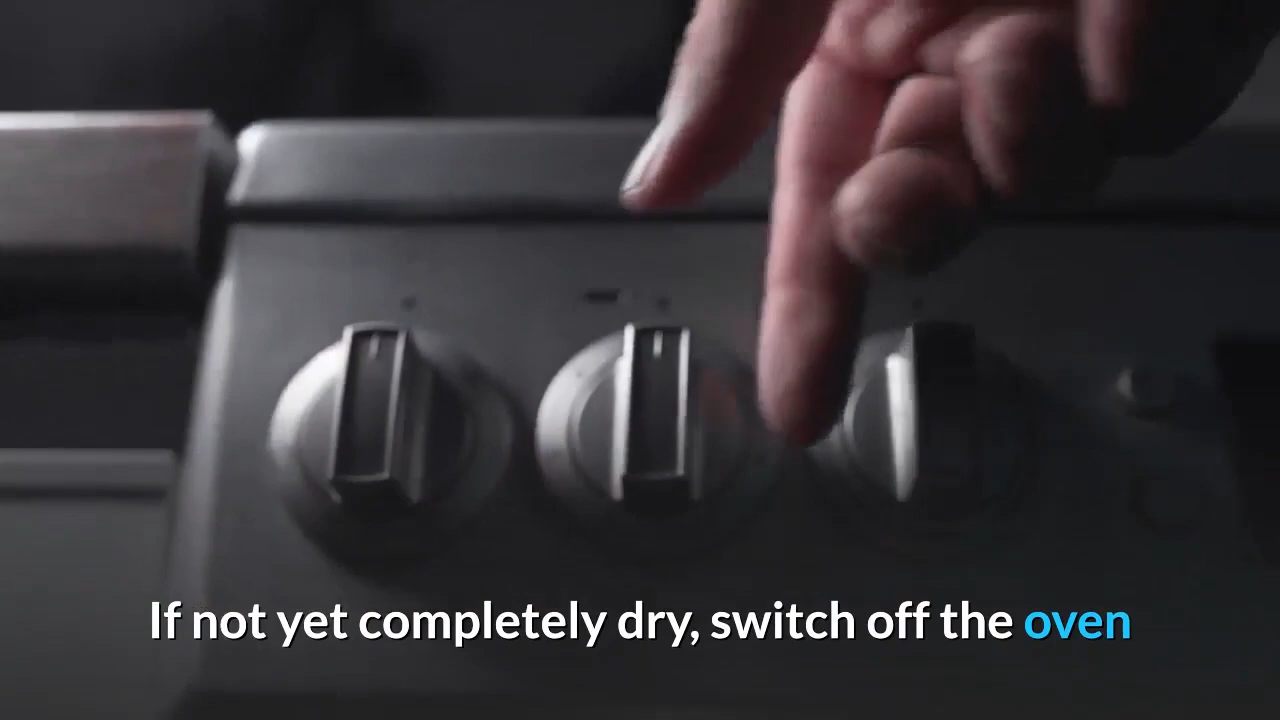 If not yet completely dry, switch off the oven